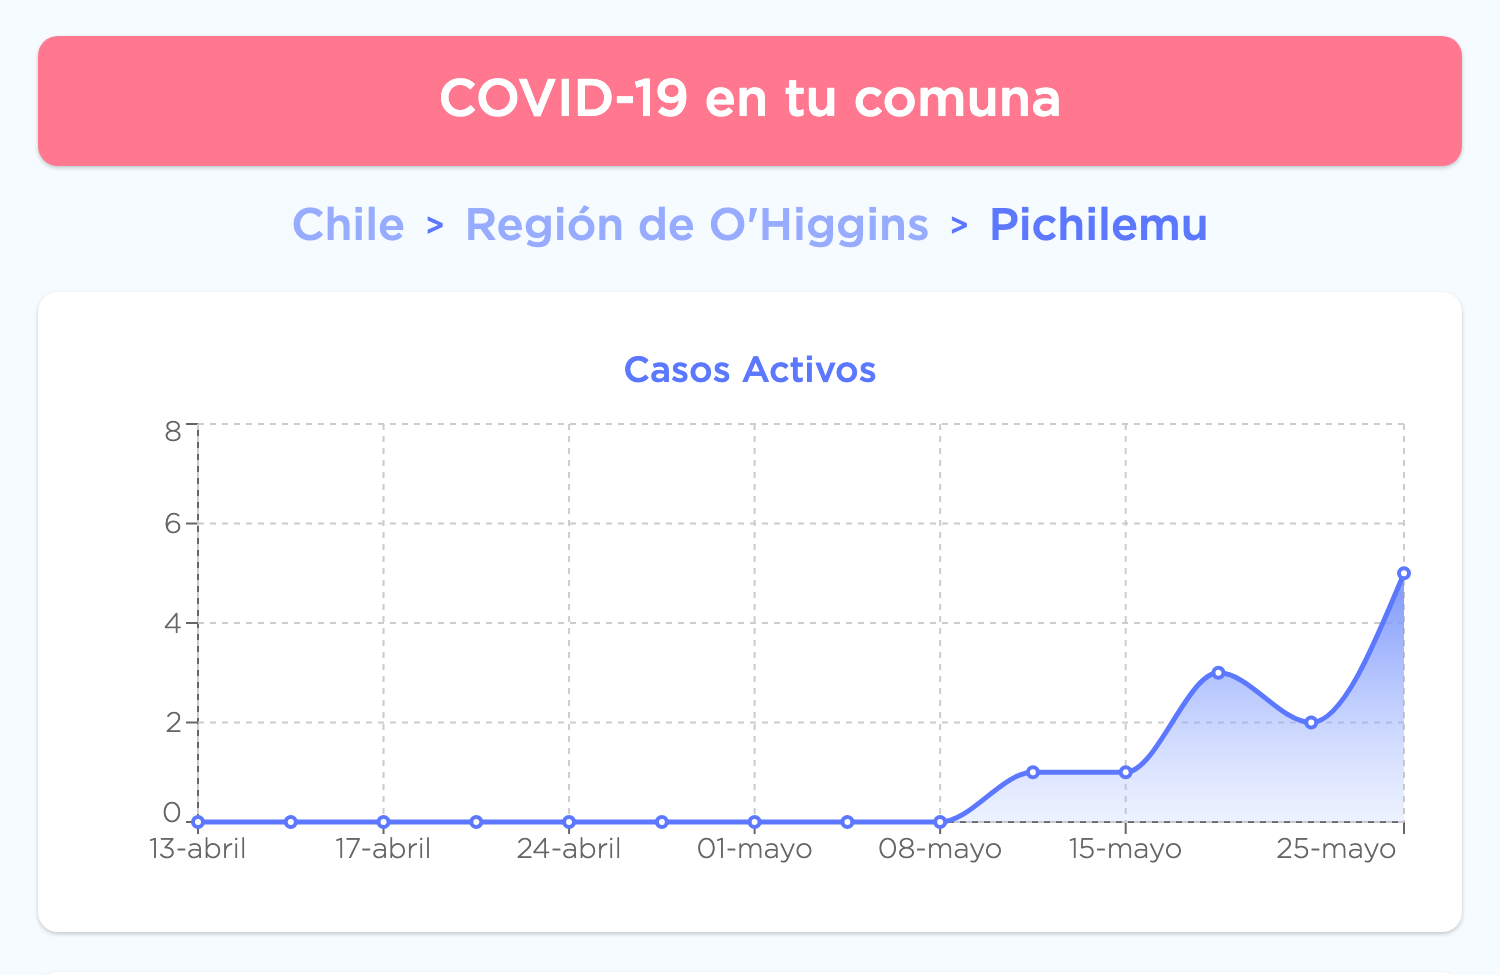 COVID-19 en tu comuna
Chile > Región de O'Higgins > Pichilemu
Casos Activos
8
6
4
2
0
13-abril 17-abril 24-abril 01-mayo 08-mayo 15-mayo 25-mayo